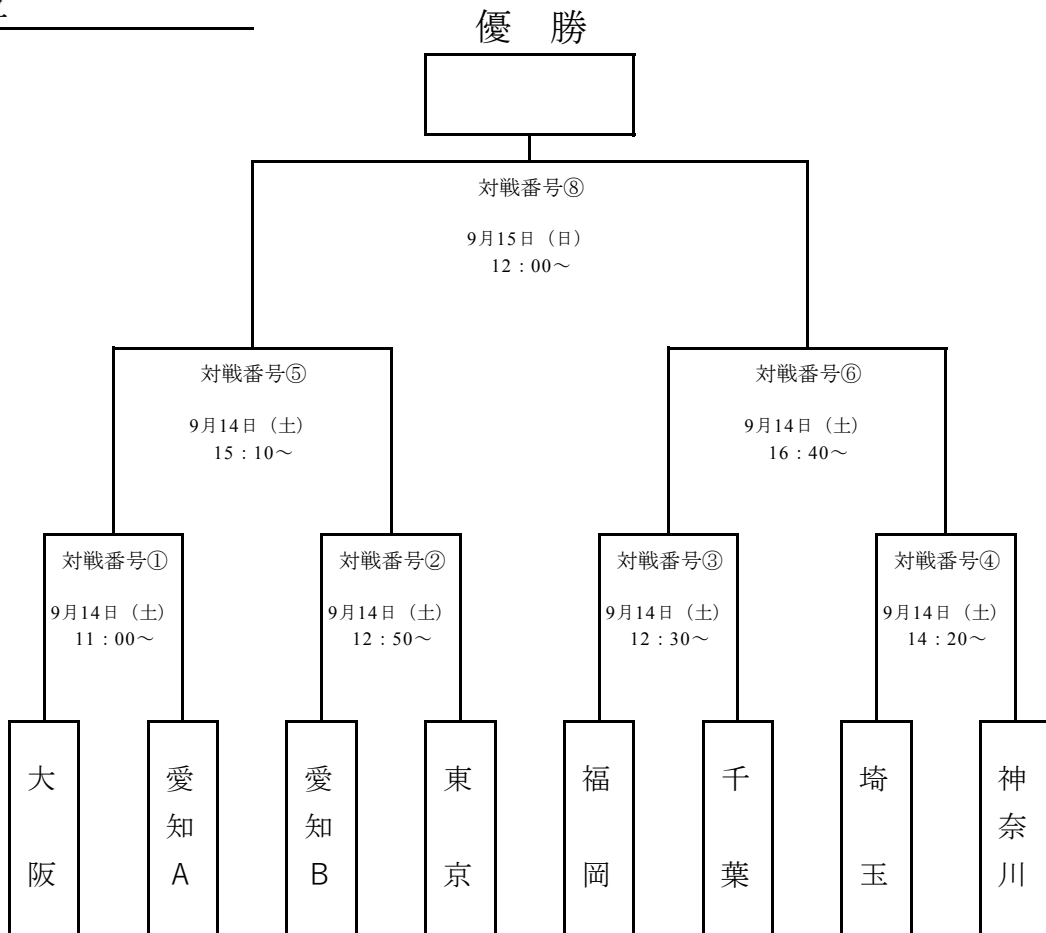 優　勝
対戦番号⑧
9月15日（日）
12：00～
対戦番号⑤
9月14日（土）
15：10～
対戦番号⑥
9月14日（土）
16：40～
対戦番号①
9月14日（土）
11：00～
対戦番号②
9月14日（土）
12：50～
対戦番号③
9月14日（土）
12：30～
対戦番号④
9月14日（土）
14：20～
大阪
愛知A
愛知B
東京
福岡
千葉
埼玉
神奈川